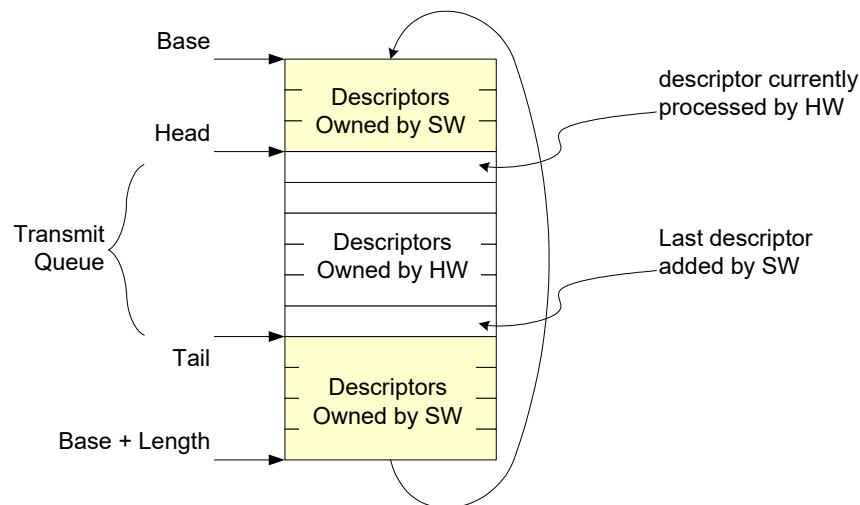 Base
Descriptors
Owned by SW
descriptor currently
processed by HW
Head
Transmit
Queue
Descriptors
Owned by HW
Last descriptor
added by SW
Tail
Descriptors
Owned by SW
Base + Length